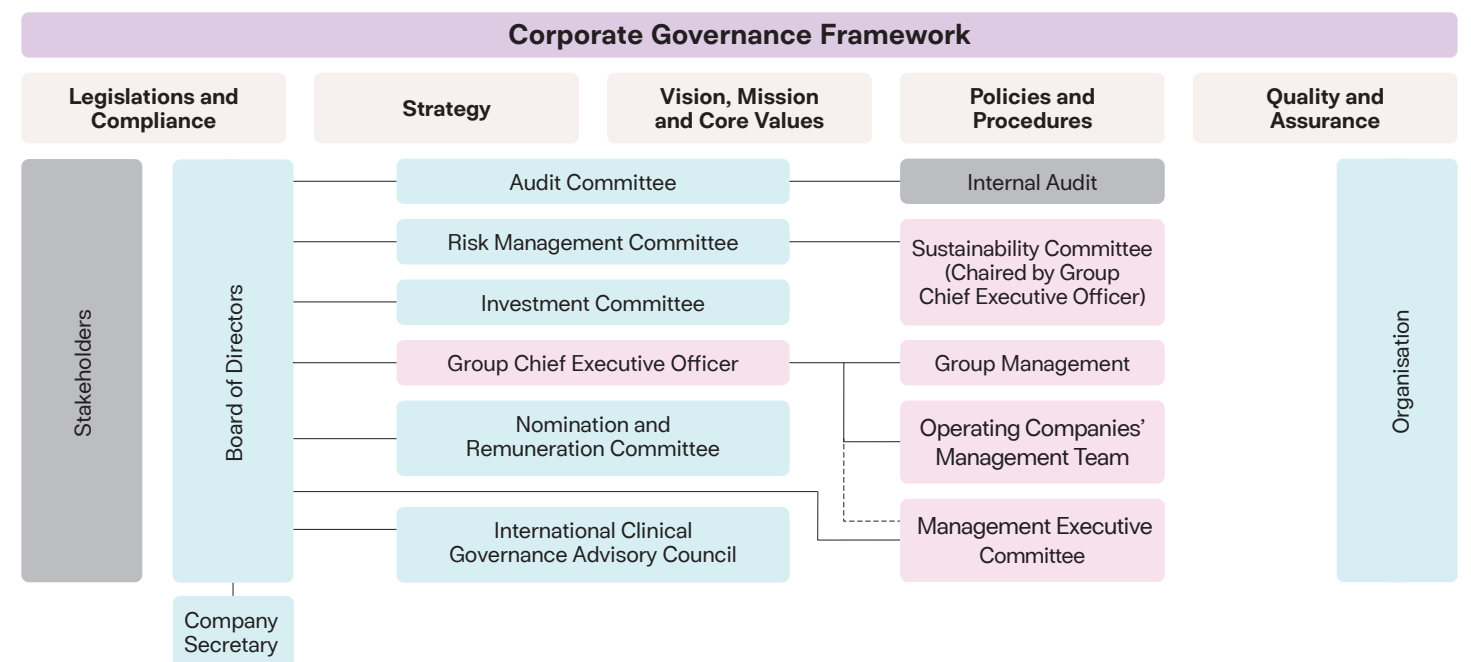 Corporate Governance Framework
Legislations and
Compliance
Strategy
Vision, Mission
and Core Values
Policies and
Procedures
Quality and
Assurance
Stakeholders
Board of Directors
Company
Secretary
Audit Committee
Risk Management Committee
Investment Committee
Group Chief Executive Officer
Nomination and
Remuneration Committee
International Clinical
Governance Advisory Council
Internal Audit
Sustainability Committee
(Chaired by Group
Chief Executive Officer)
Group Management
Operating Companies’
Management Team
Management Executive
Committee
Organisation